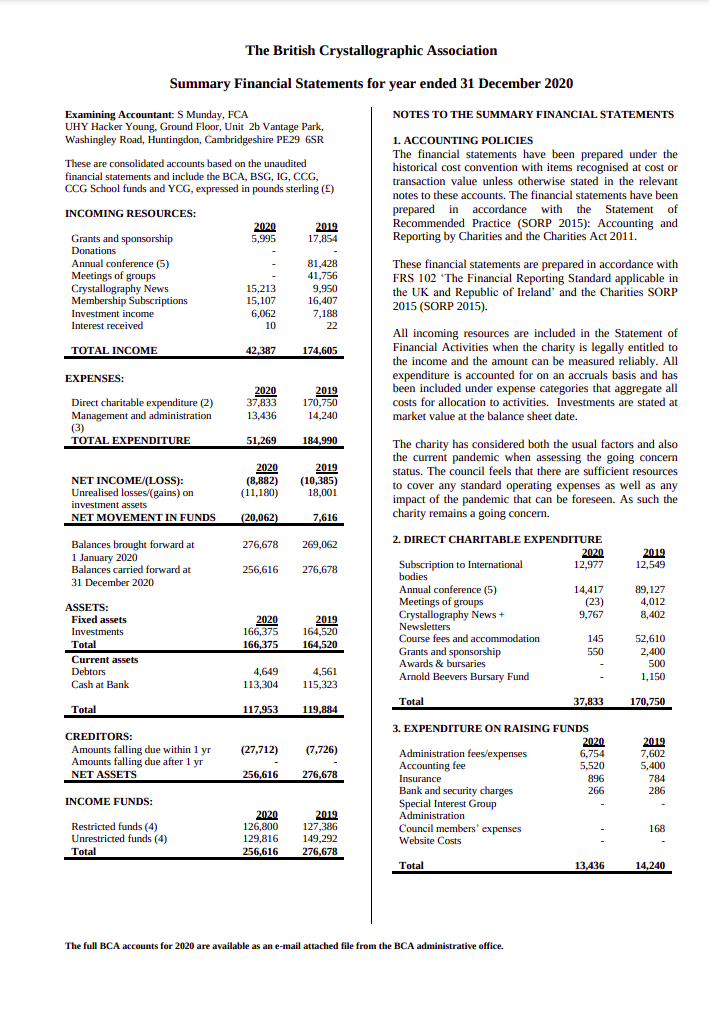 The British Crystallographic Association
Summary Financial Statements for year ended 31 December 2020
Examining Accountant: S Munday, FCA
UHY Hacker Young, Ground Floor, Unit 2b Vantage Park,
Washingley Road, Huntingdon, Cambridgeshire PE29 6SR
These are consolidated accounts based on the unaudited
financial statements and include the BCA, BSG, IG, CCG,
CCG School funds and YCG, expressed in pounds sterling (£)
INCOMING RESOURCES:
2020 2019
Grants and sponsorship 5,995 17,854
Donations - -
Annual conference (5) - 81,428
Meetings of groups - 41,756
Crystallography News 15,213 9,950
Membership Subscriptions 15,107 16,407
Investment income 6,062 7,188
Interest received 10 22
TOTAL INCOME 42,387 174,605
EXPENSES:
2020 2019
Direct charitable expenditure (2) 37,833 170,750
Management and administration 13,436 14,240
(3)
TOTAL EXPENDITURE 51,269 184,990
2020 2019
NET INCOME/(LOSS): (8,882) (10,385)
Unrealised losses/(gains) on (11,180) 18,001
investment assets
NET MOVEMENT IN FUNDS (20,062) 7,616
Balances brought forward at 276,678 269,062
1 January 2020
Balances carried forward at 256,616 276,678
31 December 2020
ASSETS:
Fixed assets 2020 2019
Investments 166,375 164,520
Total 166,375 164,520
Current assets
Debtors 4,649 4,561
Cash at Bank 113,304 115,323
Total 117,953 119,884
CREDITORS:
Amounts falling due within 1 yr (27,712) (7,726)
Amounts falling due after 1 yr - -
NET ASSETS 256,616 276,678
INCOME FUNDS:
2020 2019
Restricted funds (4) 126,800 127,386
Unrestricted funds (4) 129,816 149,292
Total 256,616 276,678
NOTES TO THE SUMMARY FINANCIAL STATEMENTS
1. ACCOUNTING POLICIES
The financial statements have been prepared under the
historical cost convention with items recognised at cost or
transaction value unless otherwise stated in the relevant
notes to these accounts. The financial statements have been
prepared in accordance with the Statement of
Recommended Practice (SORP 2015): Accounting and
Reporting by Charities and the Charities Act 2011.
These financial statements are prepared in accordance with
FRS 102 ‘The Financial Reporting Standard applicable in
the UK and Republic of Ireland’ and the Charities SORP
2015 (SORP 2015).
All incoming resources are included in the Statement of
Financial Activities when the charity is legally entitled to
the income and the amount can be measured reliably. All
expenditure is accounted for on an accruals basis and has
been included under expense categories that aggregate all
costs for allocation to activities. Investments are stated at
market value at the balance sheet date.
The charity has considered both the usual factors and also
the current pandemic when assessing the going concern
status. The council feels that there are sufficient resources
to cover any standard operating expenses as well as any
impact of the pandemic that can be foreseen. As such the
charity remains a going concern.
2. DIRECT CHARITABLE EXPENDITURE
2020 2019
Subscription to International 12,977 12,549
bodies
Annual conference (5) 14,417 89,127
Meetings of groups (23) 4,012
Crystallography News + 9,767 8,402
Newsletters
Course fees and accommodation 145 52,610
Grants and sponsorship 550 2,400
Awards & bursaries - 500
Arnold Beevers Bursary Fund - 1,150
Total 37,833 170,750
3. EXPENDITURE ON RAISING FUNDS
2020 2019
Administration fees/expenses 6,754 7,602
Accounting fee 5,520 5,400
Insurance 896 784
Bank and security charges 266 286
Special Interest Group - -
Administration
Council members’ expenses - 168
Website Costs - -
Total 13,436 14,240
The full BCA accounts for 2020 are available as an e-mail attached file from the BCA administrative office.